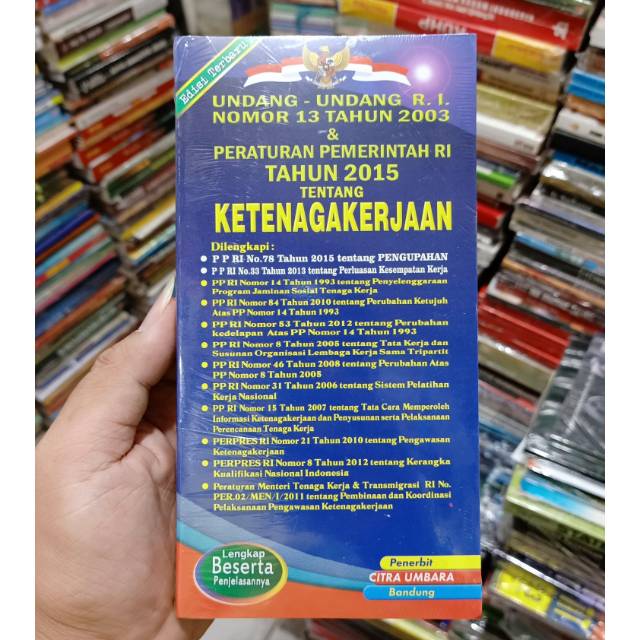 Edisi Terbaru
UNDANG - UNDANG R. I.
NOMOR 13 TAHUN 2003
&
PERATURAN PEMERINTAH RI
TAHUN 2015
TENTANG
KETENAGAKERJAAN
Dilengkapi :
P P RI No.78 Tahun 2015 tentang PENGUPAHAN
P P RI No.33 Tahun 2013 tentang Perluasan Kesempatan Kerja
PP RI Nomor 14 Tahun 1993 tentang Penyelenggaraan
Program Jaminan Sosial Tenaga Kerja
PP RI Nomor 84 Tahun 2010 tentang Perubahan Ketujuh
Atas PP Nomor 14 Tahun 1993
PP RI Nomor 53 Tahun 2012 tentang Perubahan
kedelapan Atas PP Nomor 14 Tahun 1993
PP RI Nomor 8 Tahun 2005 tentang Tata Kerja dan
Susunan Organisasi Lembaga Kerja Sama Tripartit
PP RI Nomor 46 Tahun 2008 tentang Perubahan Atas
PP Nomor 8 Tahun 2005
PP RI Nomor 31 Tahun 2006 tentang Sistem Pelatihan
Kerja Nasional
PP RI Nomor 15 Tahun 2007 tentang Tata Cara Memperoleh
Informasi Ketenagakerjaan dan Penyusunan serta Pelaksanaan
Perencanaan Tenaga Kerja
PERPRES RI Nomor 21 Tahun 2010 tentang Pengawasan
Ketenagakerjaan
PERPRES RI Nomor 8 Tahun 2012 tentang Kerangka
Kualifikasi Nasional Indonesia
Peraturan Menteri Tenaga Kerja & Transmigrasi RI No.
PER.02/MEN/I/2011 tentang Pembinaan dan Koordinasi
Pelaksanaan Pengawasan Ketenagakerjaan
Lengkap
Beserta
Penjelasannya
Penerbit
CITRA UMBARA
Bandung
KUHP